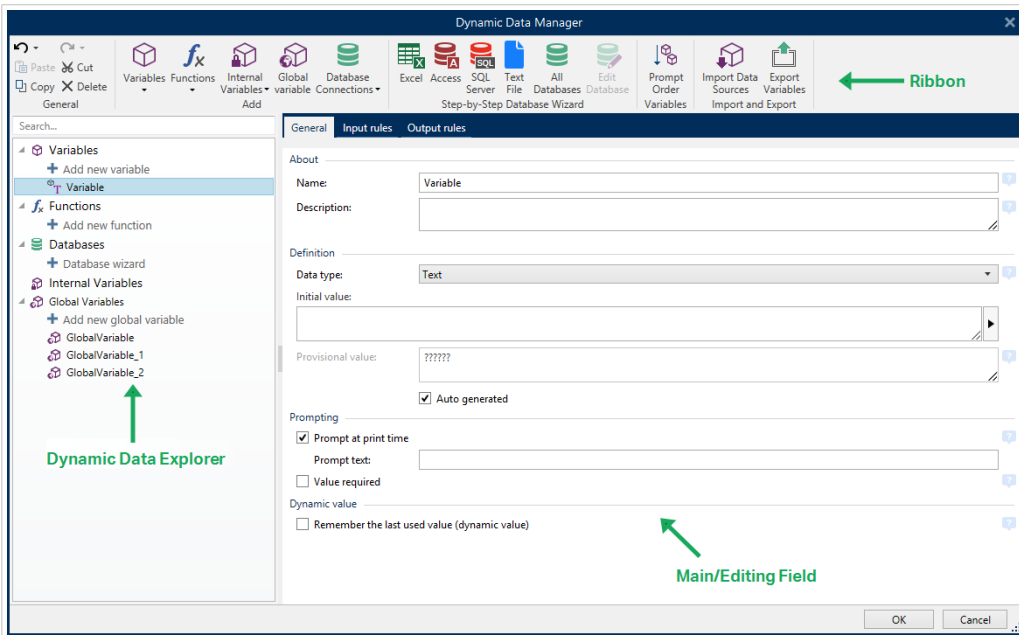 Dynamic Data Manager
Paste Cut
Copy Delete
General
Variables Functions Internal Variables Global variable Database Connections
Add
Excel Access SQL Server Text File All Databases Edit Database
Step-by-Step Database Wizard
Prompt Order
Variables
Import Data Sources Export Variables
Import and Export
Ribbon
Search...
Variables
Add new variable
Variable
Functions
Add new function
Databases
Database wizard
Internal Variables
Global Variables
Add new global variable
GlobalVariable
GlobalVariable_1
GlobalVariable_2
Dynamic Data Explorer
General Input rules Output rules
About
Name: Variable
Description:
Definition
Data type: Text
Initial value:
Provisional value: ??????
Auto generated
Prompting
Prompt at print time
Prompt text:
Value required
Dynamic value
Remember the last used value (dynamic value)
Main/Editing Field
OK Cancel